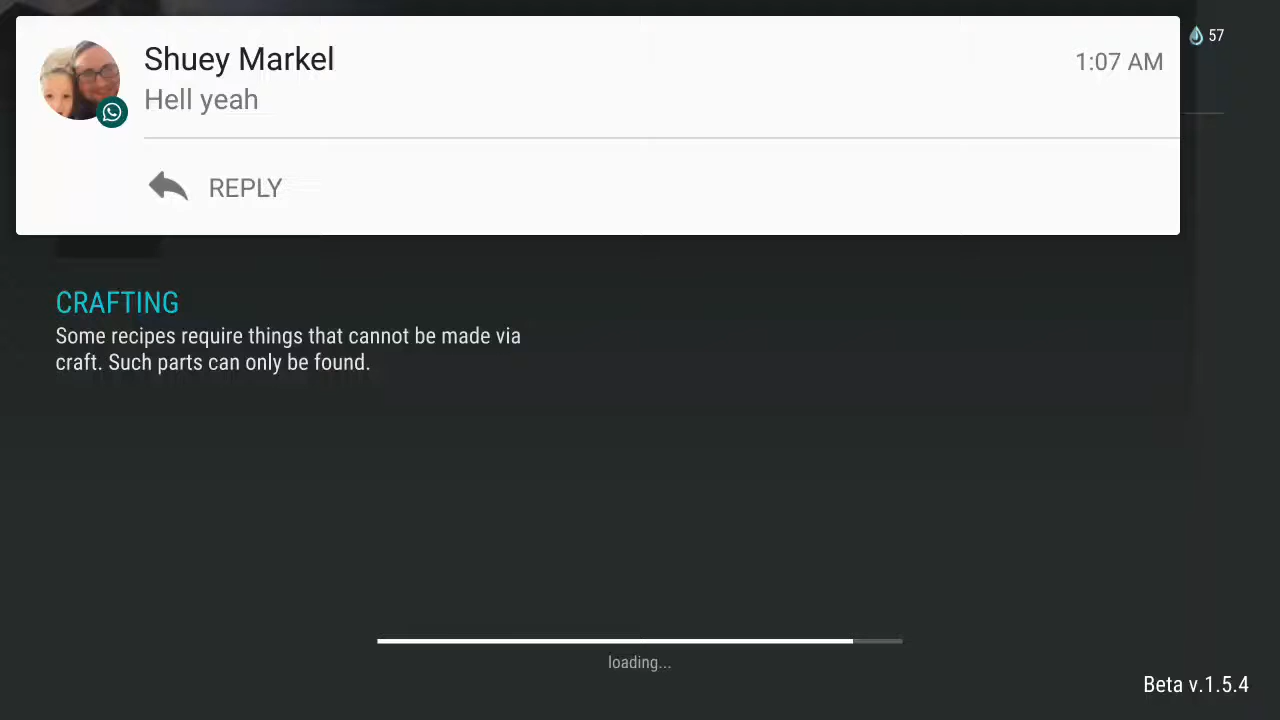 Shuey Markel
1:07 AM
57
Hell yeah
REPLY
CRAFTING
Some recipes require things that cannot be made via
craft. Such parts can only be found.
loading...
Beta v.1.5.4